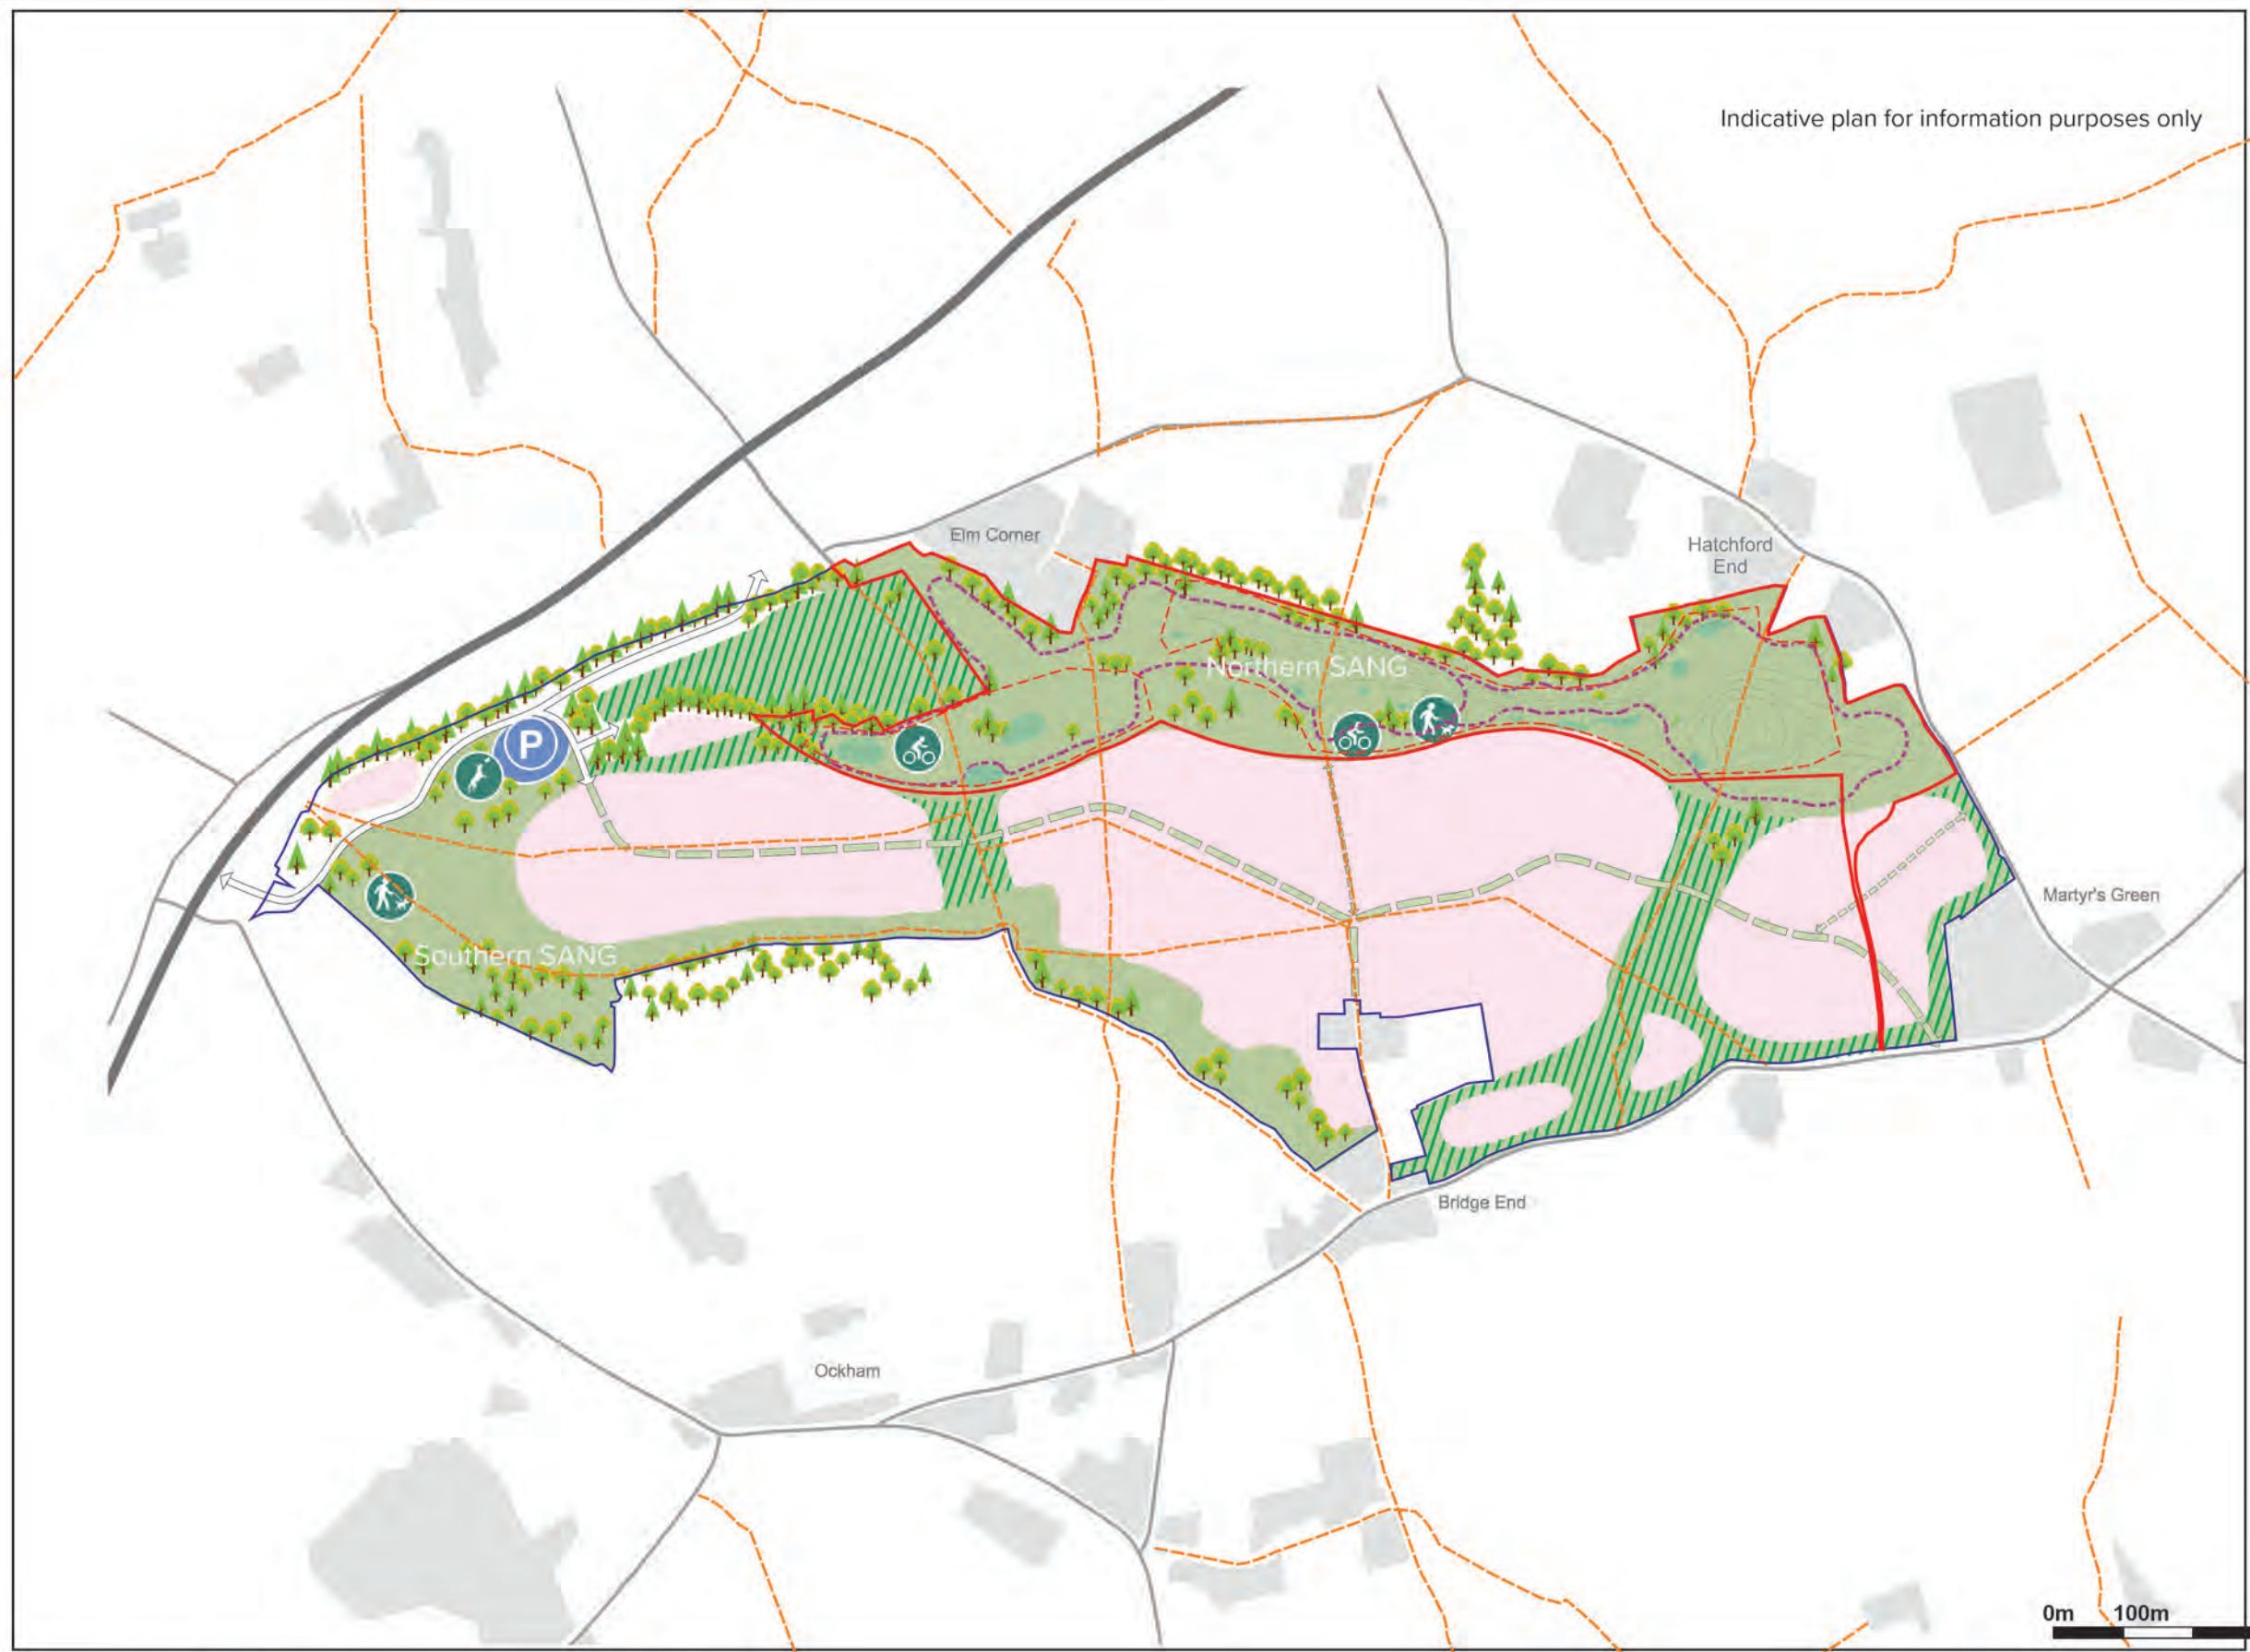 Indicative plan for information purposes only
Elm Corner
Hatchford
End
Northern SANG
P
Martyr's Green
Southern SANG
Bridge End
Ockham
0m 100m